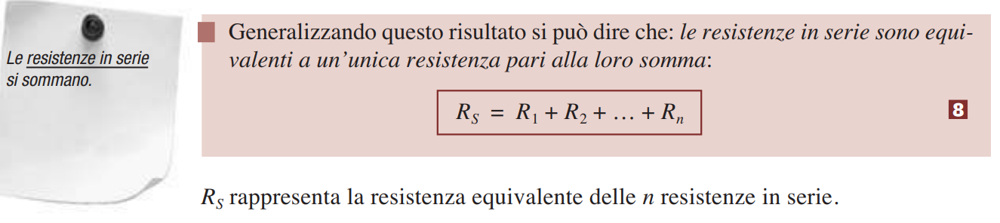 Le resistenze in serie
si sommano.
Generalizzando questo risultato si può dire che: le resistenze in serie sono equi-
valenti a un’unica resistenza pari alla loro somma:
R_S = R_1 + R_2 + … + R_n
8
R_S rappresenta la resistenza equivalente delle n resistenze in serie.